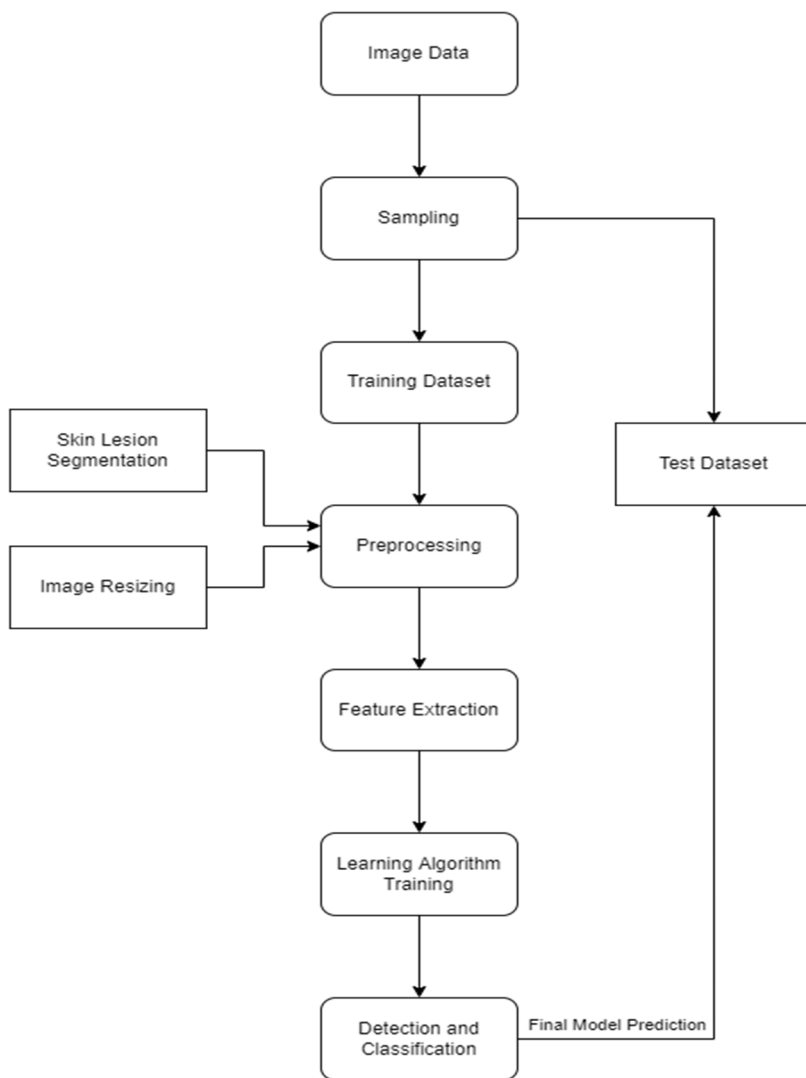 Image Data
Sampling
Training Dataset
Skin Lesion
Segmentation
Test Dataset
Preprocessing
Image Resizing
Feature Extraction
Learning Algorithm
Training
Detection and
Classification
Final Model Prediction